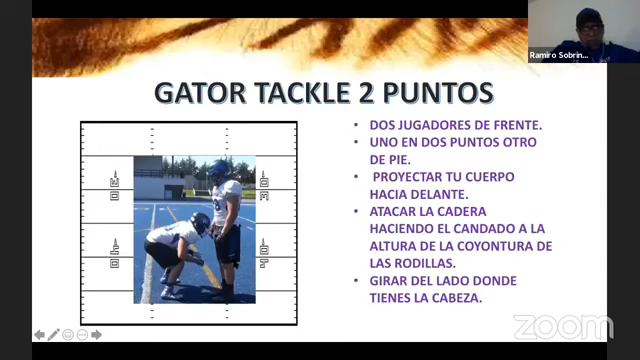 Ramiro Sobrin...
GATOR TACKLE 2 PUNTOS
• DOS JUGADORES DE FRENTE.
• UNO EN DOS PUNTOS OTRO
DE PIE.
• PROYECTAR TU CUERPO
HACIA DELANTE.
• ATACAR LA CADERA
HACIENDO EL CANDADO A LA
ALTURA DE LA COYONTURA DE
LAS RODILLAS.
• GIRAR DEL LADO DONDE
TIENES LA CABEZA.
zoom